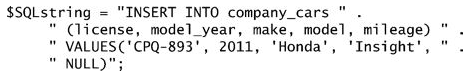 $SQLstring = "INSERT INTO company_cars " .
" (license, model_year, make, model, mileage) " .
" VALUES('CPQ-893', 2011, 'Honda', 'Insight', " .
" NULL)";